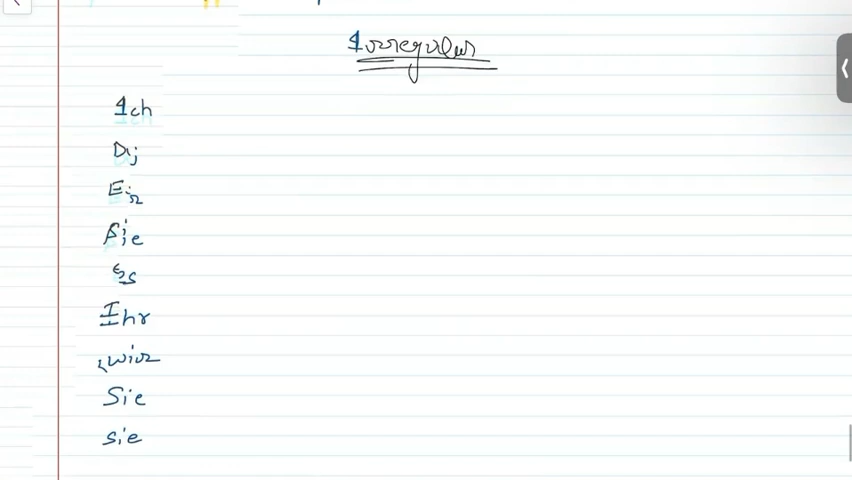 Irregular
Ich
Du
Er
Sie
Es
Ihr
wir
Sie
sie